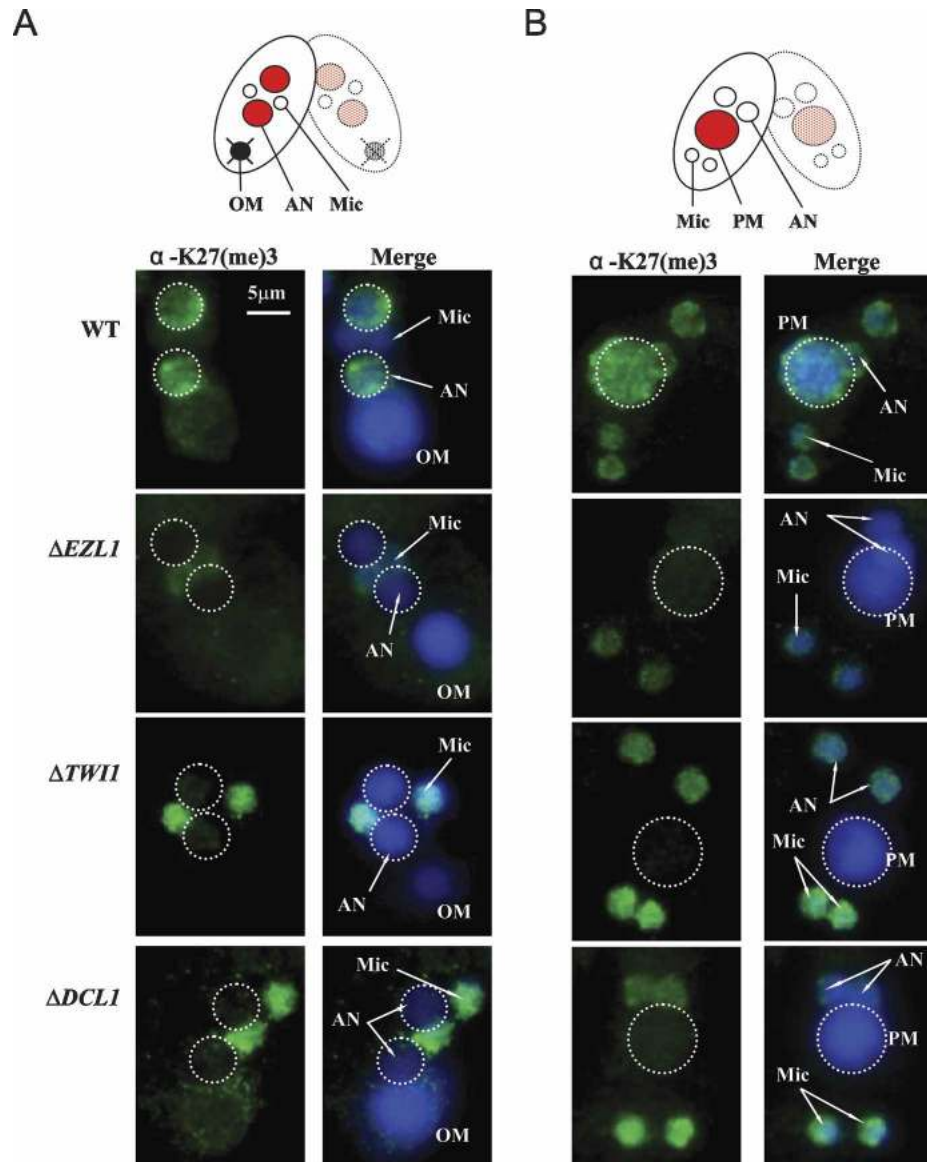 A
B
OM AN Mic
Mic PM AN
α -K27(me)3 Merge
α -K27(me)3 Merge
WT
5μm
Mic
AN
OM
PM
AN
Mic
ΔEZL1
Mic
AN
OM
AN
Mic
PM
ΔTWI1
Mic
AN
OM
AN
Mic
PM
ΔDCL1
Mic
AN
OM
AN
PM
Mic